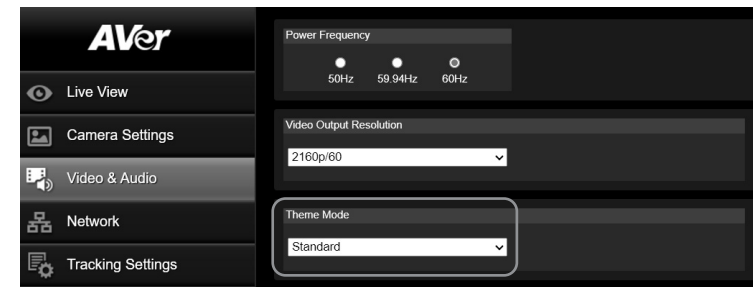 AVer
Live View
Camera Settings
Video & Audio
Network
Tracking Settings
Power Frequency
50Hz 59.94Hz 60Hz
Video Output Resolution
2160p/60
Theme Mode
Standard